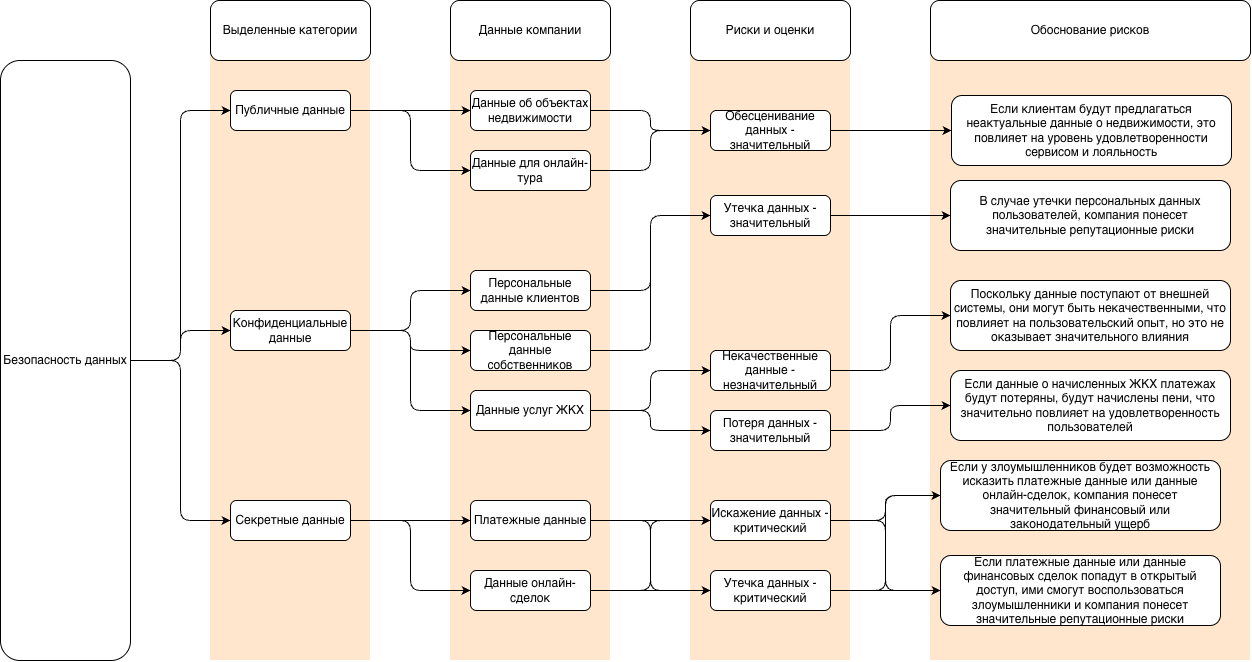 Выделенные категории
Данные компании
Риски и оценки
Обоснование рисков
Безопасность данных
Публичные данные
Данные об объектах
недвижимости
Данные для онлайн-
тура
Обесценивание
данных -
значительный
Если клиентам будут предлагаться
неактуальные данные о недвижимости, это
повлияет на уровень удовлетворенности
сервисом и лояльность
Утечка данных -
значительный
В случае утечки персональных данных
пользователей, компания понесет
значительные репутационные риски
Конфиденциальные
данные
Персональные
данные клиентов
Персональные
данные
собственников
Данные услуг ЖКХ
Некачественные
данные -
незначительный
Поскольку данные поступают от внешней
системы, они могут быть некачественными, что
повлияет на пользовательский опыт, но это не
оказывает значительного влияния
Потеря данных -
значительный
Если данные о начисленных ЖКХ платежах
будут потеряны, будут начислены пени, что
значительно повлияет на удовлетворенность
пользователей
Секретные данные
Платежные данные
Данные онлайн-
сделок
Искажение данных -
критический
Если у злоумышленников будет возможность
исказить платежные данные или данные
онлайн-сделок, компания понесет
значительный финансовый или
законодательный ущерб
Утечка данных -
критический
Если платежные данные или данные
финансовых сделок попадут в открытый
доступ, ими смогут воспользоваться
злоумышленники и компания понесет
значительные репутационные риски